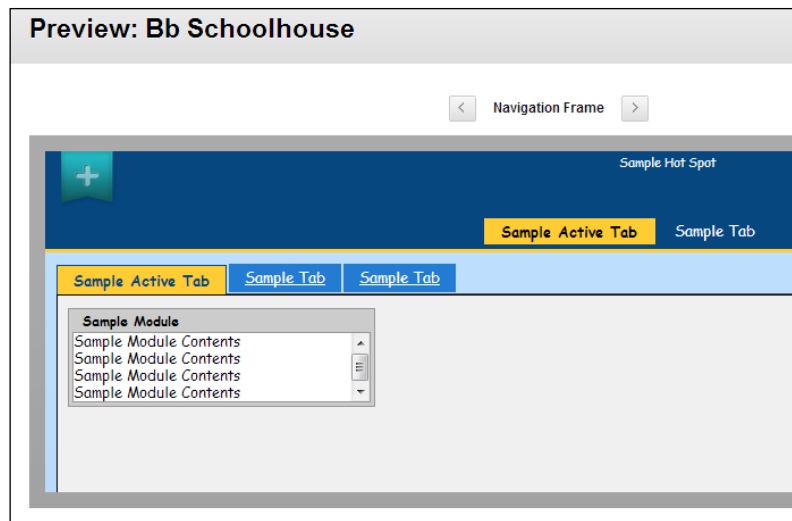 Preview: Bb Schoolhouse
Navigation Frame
Sample Hot Spot
Sample Active Tab Sample Tab
Sample Active Tab Sample Tab Sample Tab
Sample Module
Sample Module Contents
Sample Module Contents
Sample Module Contents
Sample Module Contents